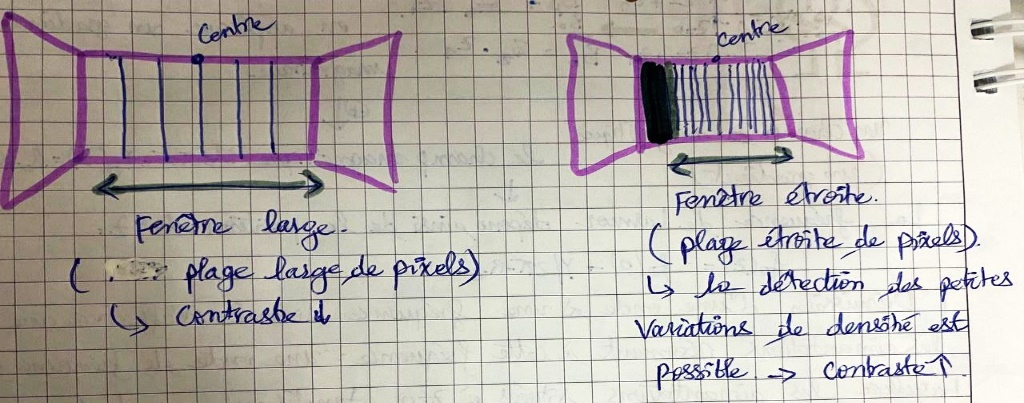 Centre
Fenêtre large.
( plage large de pixels)
↳ Contraste ↓
Centre
Fenêtre étroite.
( plage étroite de pixels).
↳ la détection des petites
Variations de densité est
possible. → contraste ↑